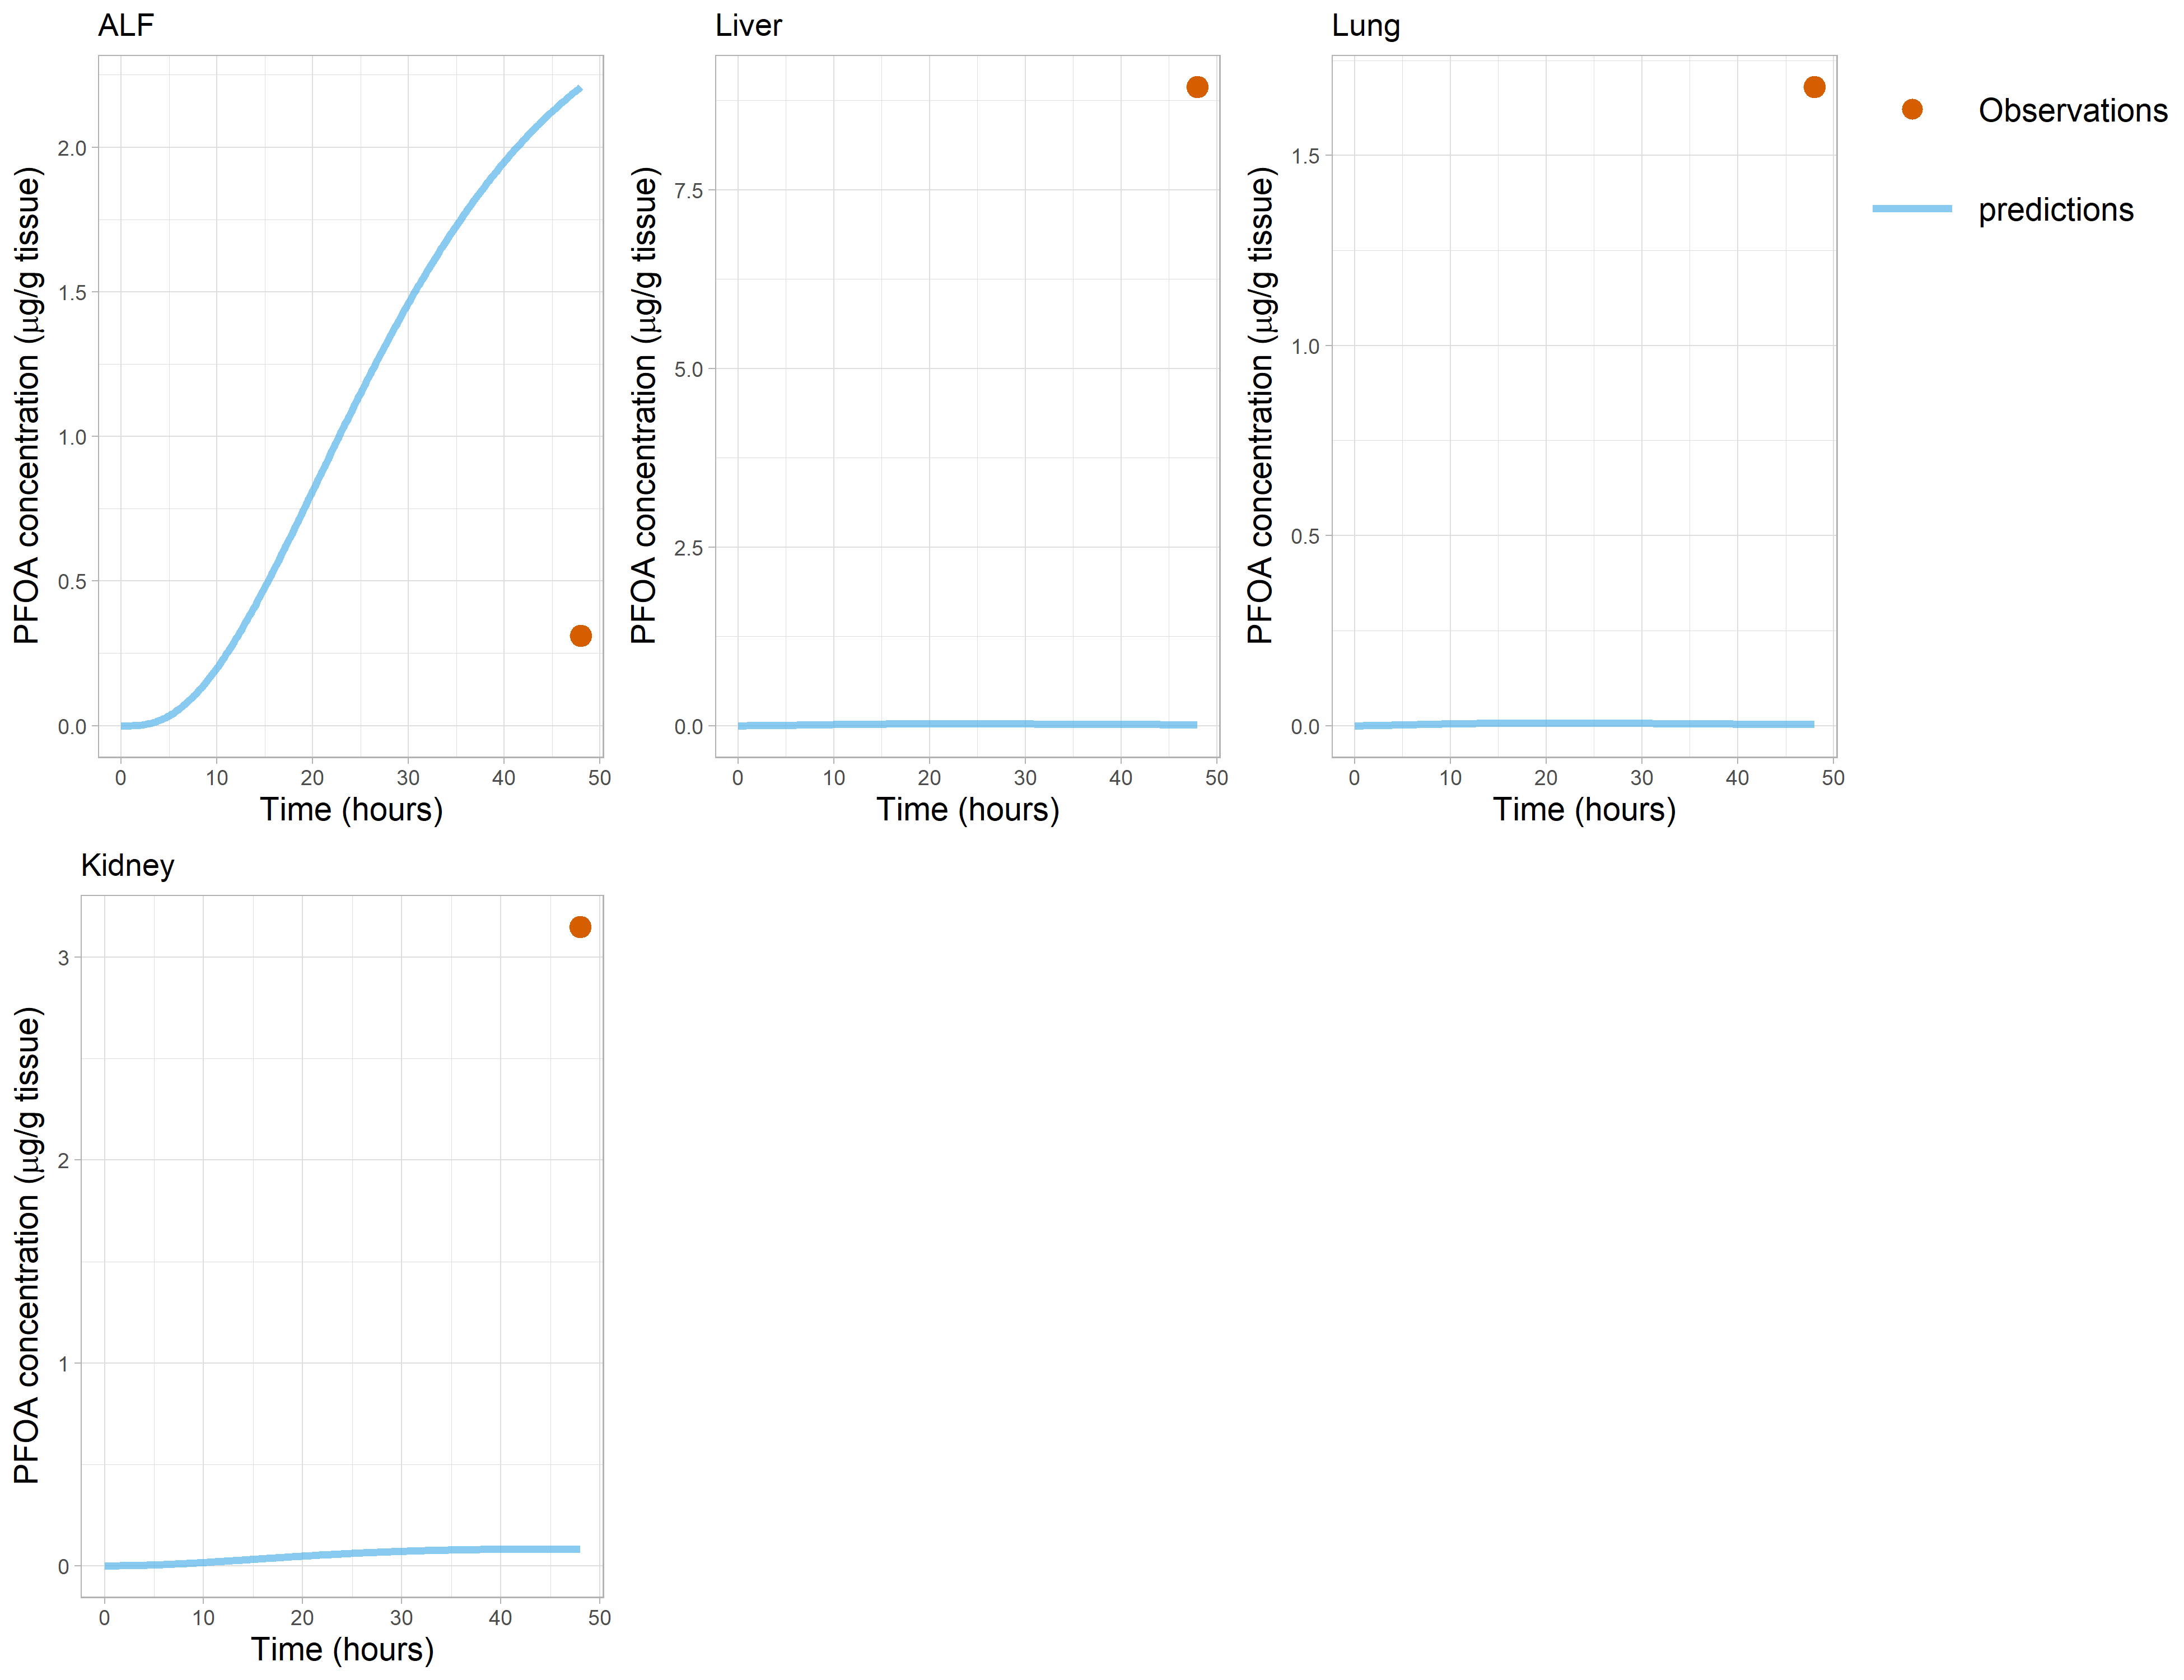 ALF
PFOA concentration (μg/g tissue)
2.0
1.5
1.0
0.5
0.0
0 10 20 30 40 50
Time (hours)
Liver
PFOA concentration (μg/g tissue)
7.5
5.0
2.5
0.0
0 10 20 30 40 50
Time (hours)
Lung
PFOA concentration (μg/g tissue)
1.5
1.0
0.5
0.0
0 10 20 30 40 50
Time (hours)
Observations
predictions
Kidney
PFOA concentration (μg/g tissue)
3
2
1
0
0 10 20 30 40 50
Time (hours)